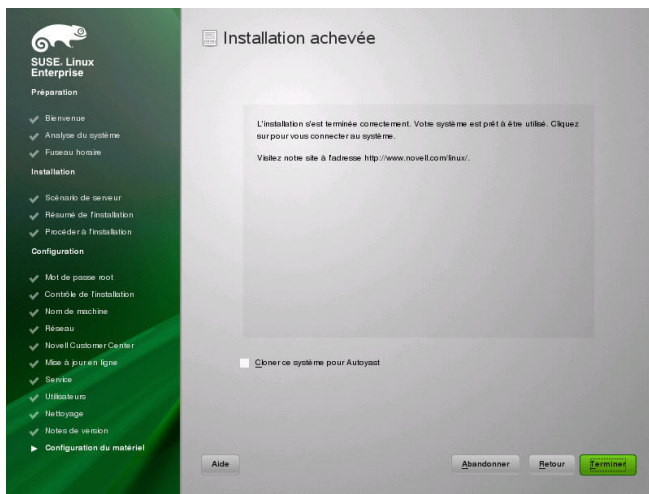 SUSE. Linux
Enterprise
Préparation
Bienvenue
Analyse du système
Fuseau horaire
Installation
Scénario de serveur
Résumé de l'installation
Procéder à l'installation
Configuration
Mot de passe root
Contrôle de l'installation
Nom de machine
Réseau
Novell Customer Center
Mise à jour en ligne
Service
Utilisateurs
Nettoyage
Notes de version
Configuration du matériel
Installation achevée
L'installation s'est terminée correctement. Votre système est prêt à être utilisé. Cliquez
sur pour vous connecter au système.
Visitez notre site à l'adresse http://www.novell.com/linux/.
Cloner ce système pour Autoyast
Aide
Abandonner
Retour
Terminer